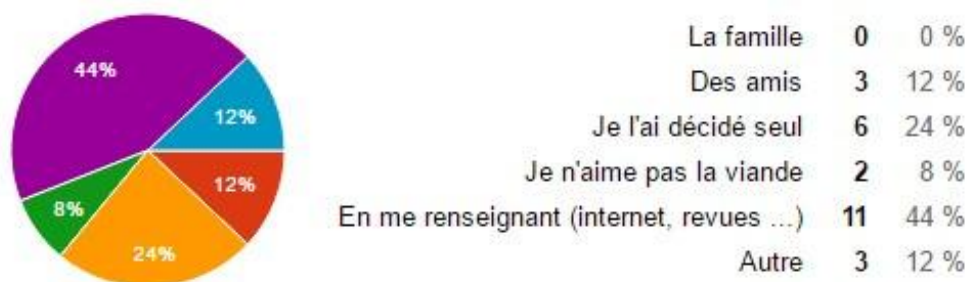 44%
12%
12%
24%
8%
La famille 0 0 %
Des amis 3 12 %
Je l'ai décidé seul 6 24 %
Je n'aime pas la viande 2 8 %
En me renseignant (internet, revues ...) 11 44 %
Autre 3 12 %